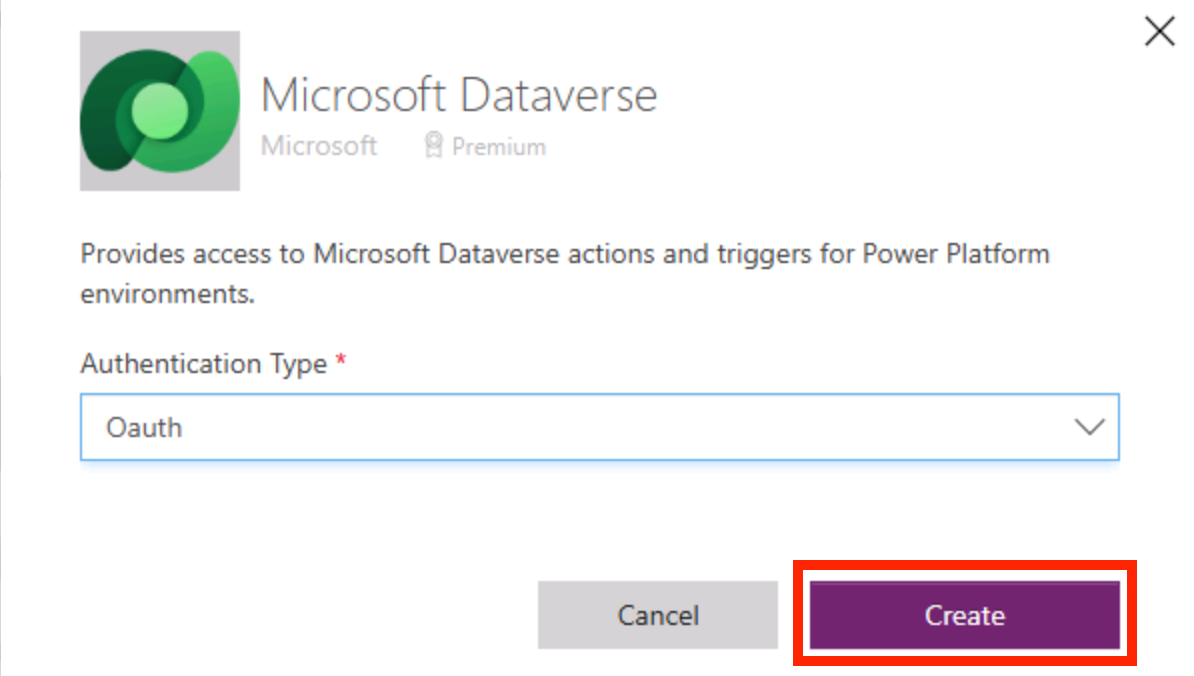 Microsoft Dataverse
Microsoft Premium
Provides access to Microsoft Dataverse actions and triggers for Power Platform
environments.
Authentication Type *
Oauth
Cancel Create